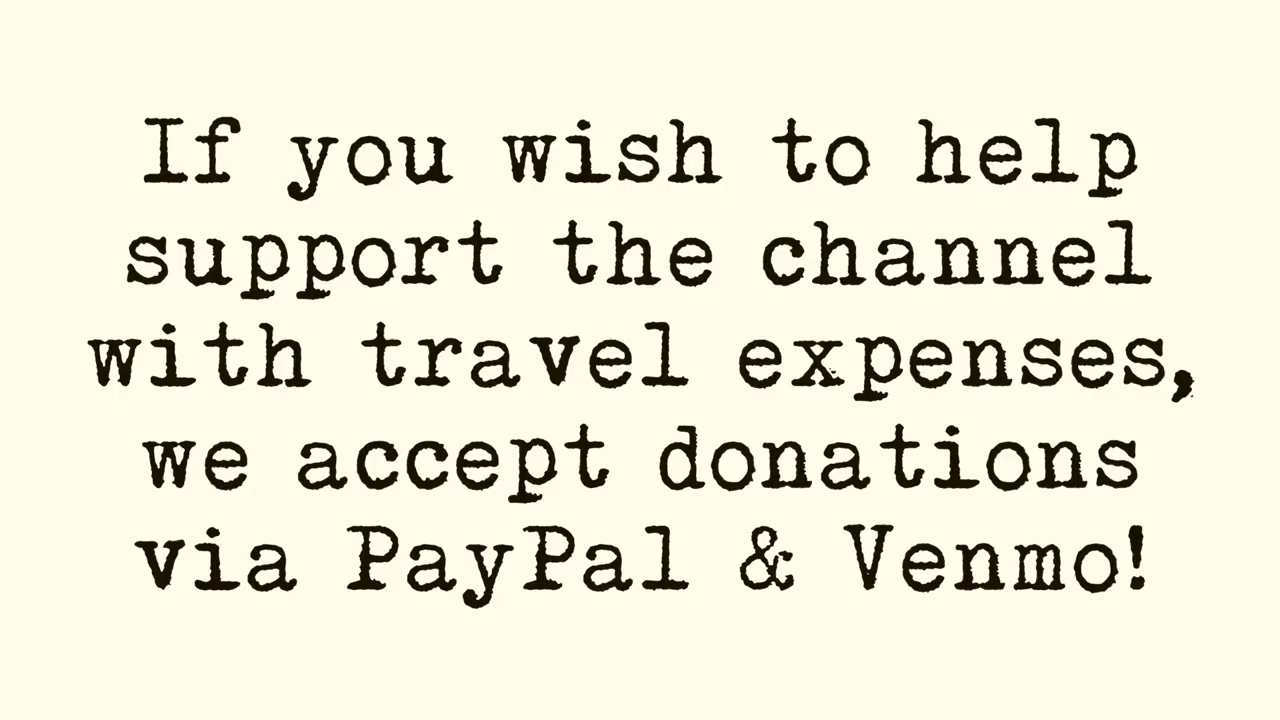 If you wish to help
support the channel
with travel expenses,
we accept donations
via PayPal & Venmo!